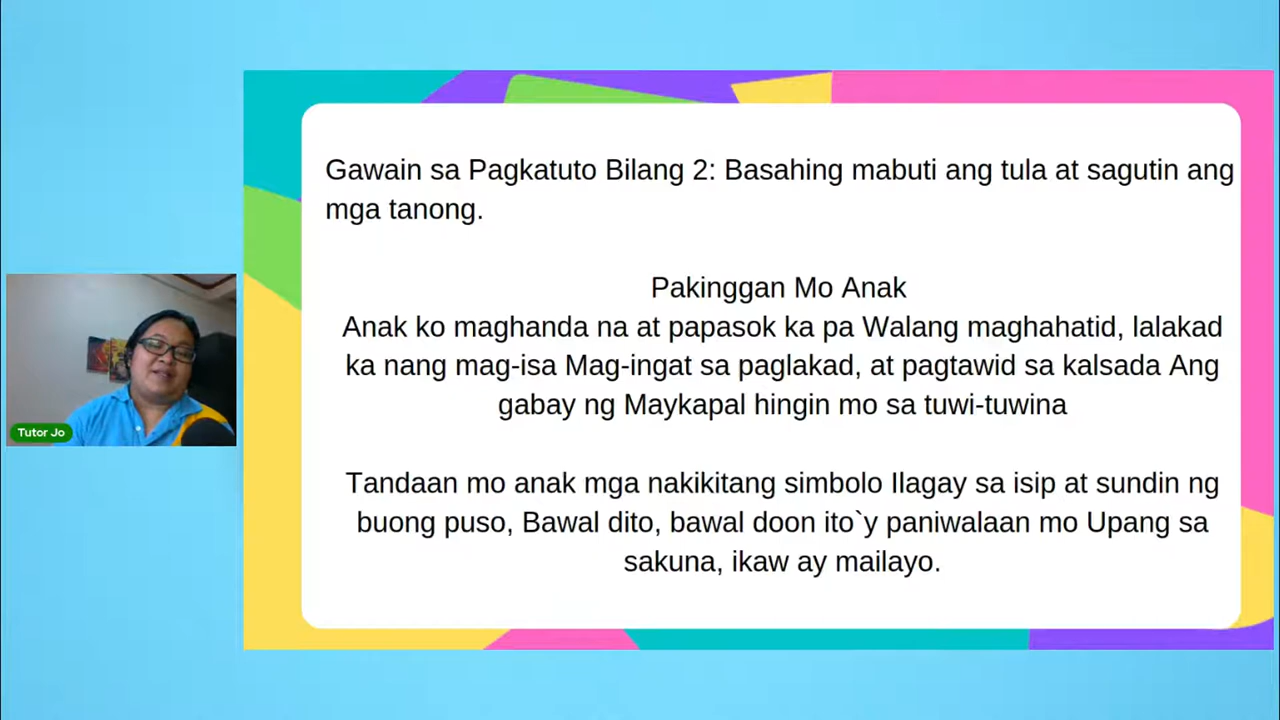 Gawain sa Pagkatuto Bilang 2: Basahing mabuti ang tula at sagutin ang
mga tanong.
Pakinggan Mo Anak
Anak ko maghanda na at papasok ka pa Walang maghahatid, lalakad
ka nang mag-isa Mag-ingat sa paglakad, at pagtawid sa kalsada Ang
gabay ng Maykapal hingin mo sa tuwi-tuwina
Tandaan mo anak mga nakikitang simbolo Ilagay sa isip at sundin ng
buong puso, Bawal dito, bawal doon ito`y paniwalaan mo Upang sa
sakuna, ikaw ay mailayo.
Tutor Jo